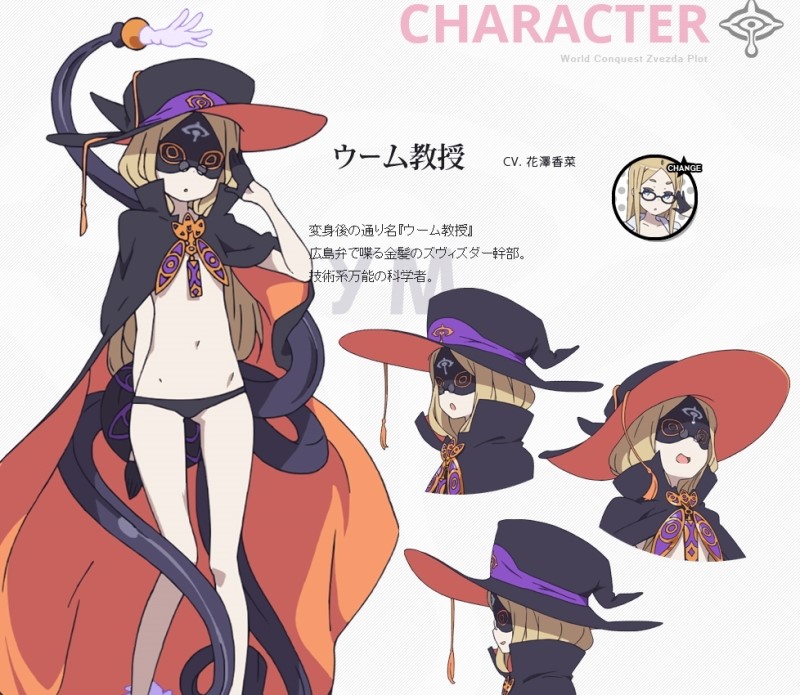 CHARACTER
World Conquest Zvezda Plot
ウーム教授
CV. 花澤香菜
CHANGE
変身後の通り名『ウーム教授』
広島弁で喋る金髪のズヴィズダー幹部。
技術系万能の科学者。
УМ